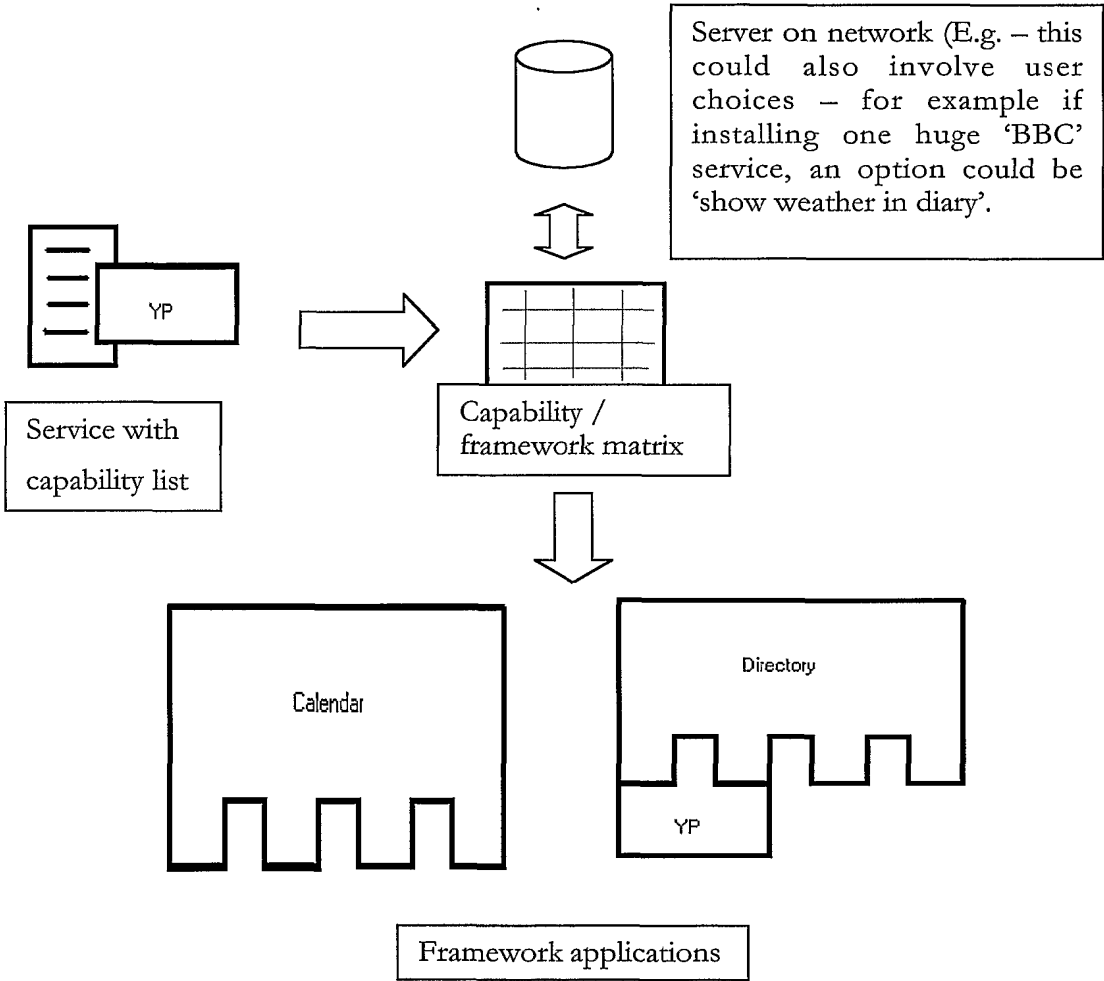 Server on network (E.g. – this
could also involve user
choices – for example if
installing one huge ‘BBC’
service, an option could be
‘show weather in diary’.
YP
Service with
capability list
Capability /
framework matrix
Calendar
Directory
YP
Framework applications